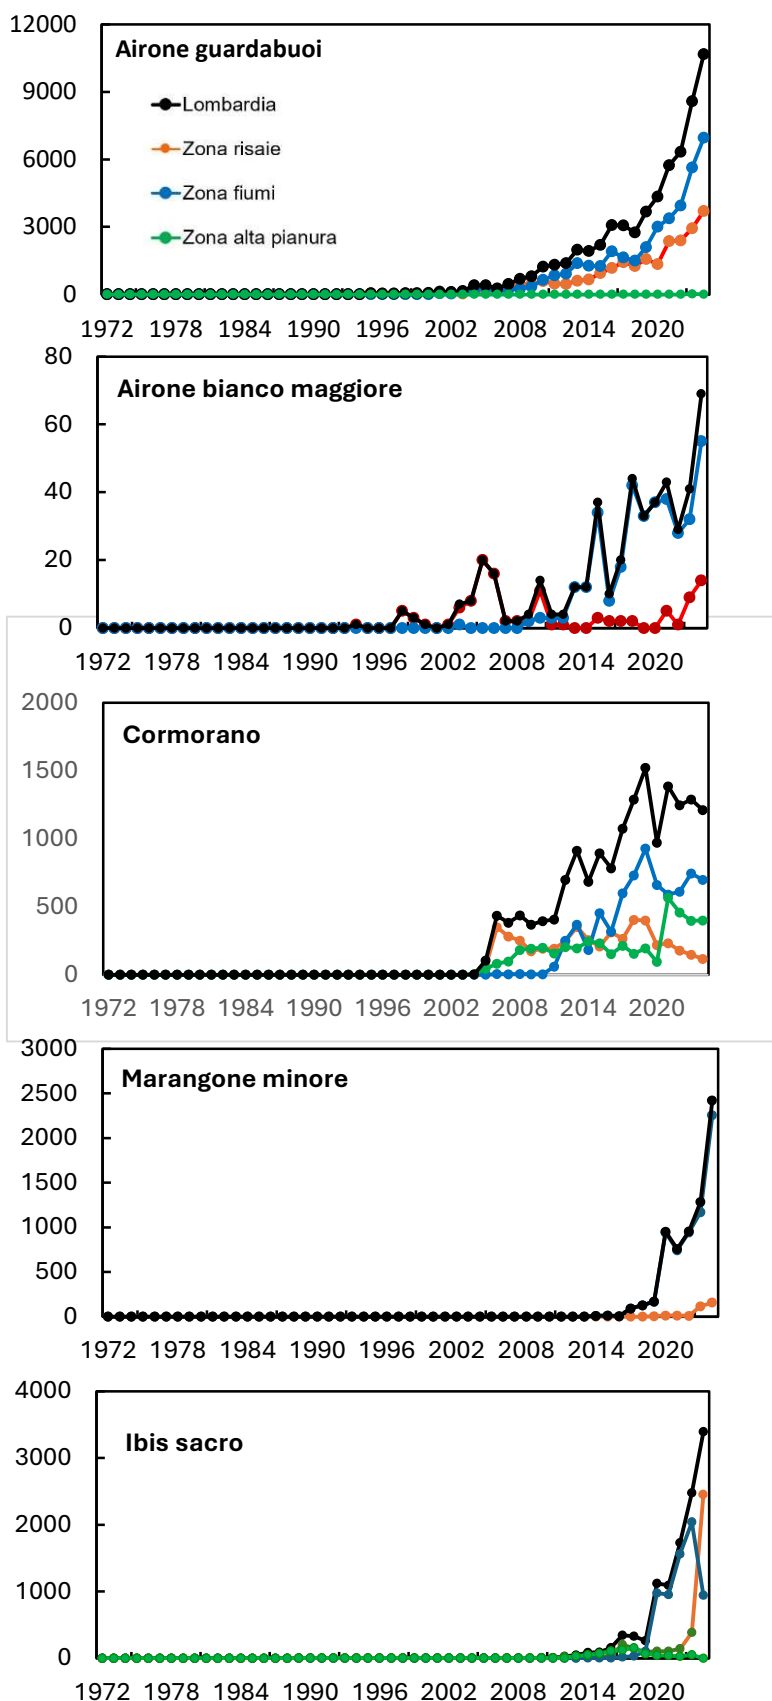 12000
Airone guardabuoi
Lombardia
9000
Zona risaie
6000
Zona fiumi
Zona alta pianura
3000
0
1972 1978 1984 1990 1996 2002 2008 2014 2020
80
Airone bianco maggiore
60
40
20
0
1972 1978 1984 1990 1996 2002 2008 2014 2020
2000
Cormorano
1500
1000
500
0
1972 1978 1984 1990 1996 2002 2008 2014 2020
3000
Marangone minore
2500
2000
1500
1000
500
0
1972 1978 1984 1990 1996 2002 2008 2014 2020
4000
Ibis sacro
3000
2000
1000
0
1972 1978 1984 1990 1996 2002 2008 2014 2020